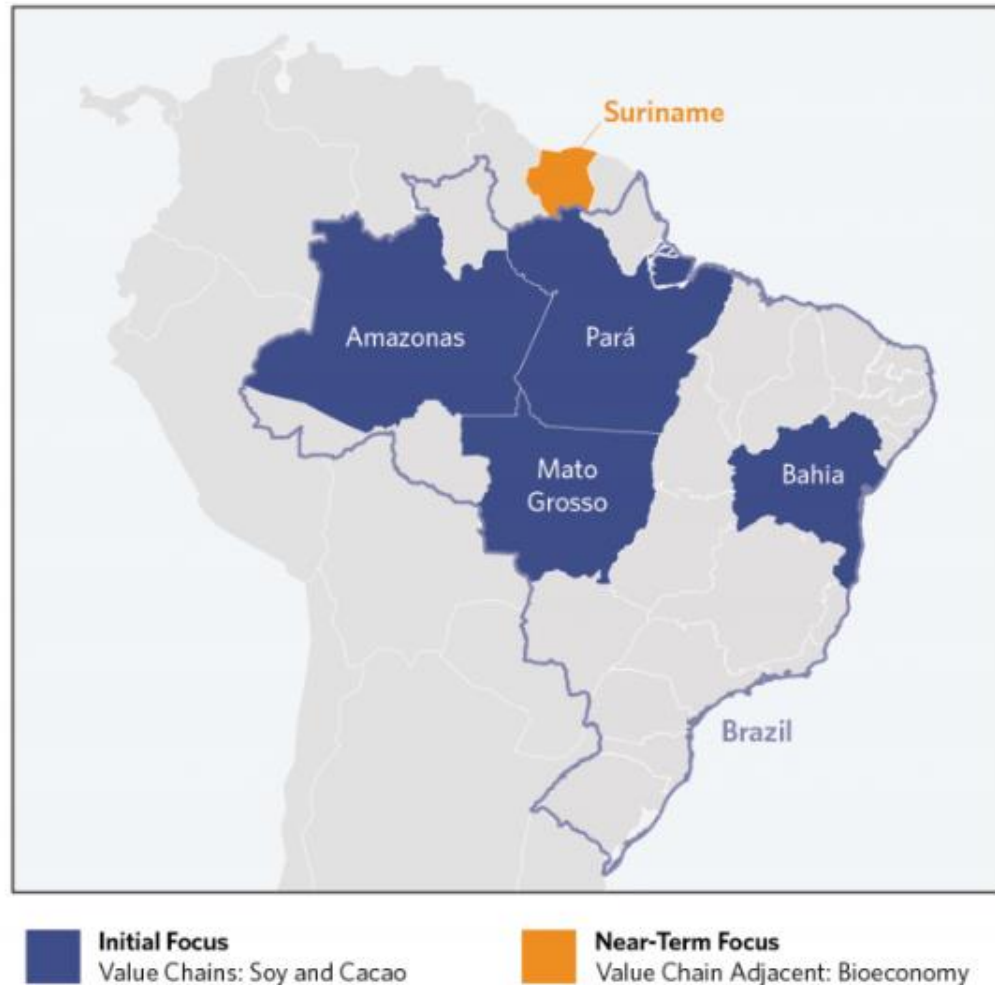 Suriname
Amazonas
Pará
Mato
Grosso
Bahia
Brazil
Initial Focus
Value Chains: Soy and Cacao
Near-Term Focus
Value Chain Adjacent: Bioeconomy